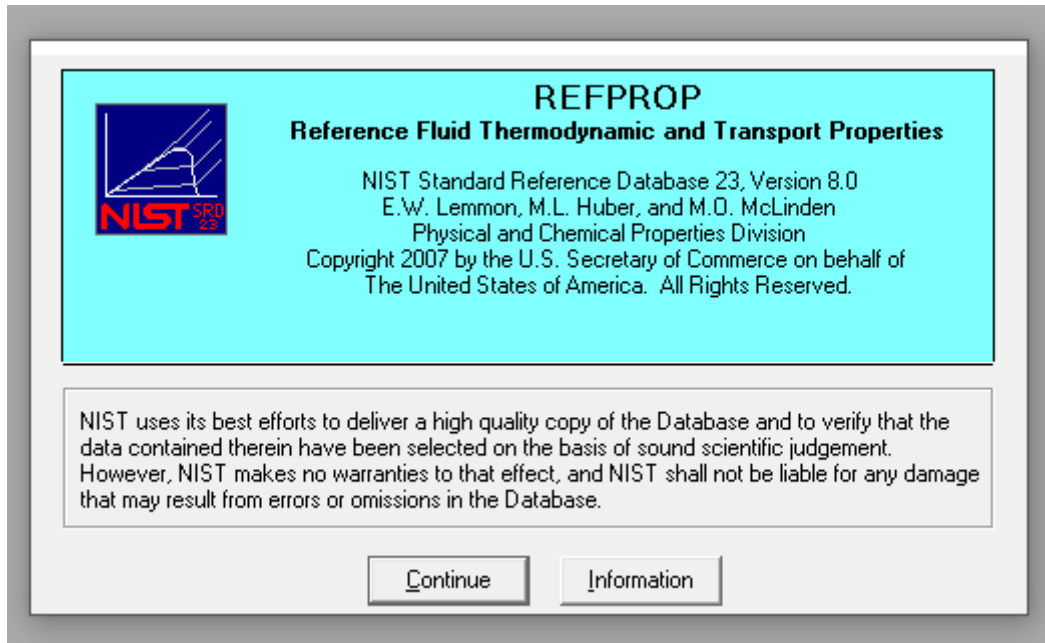 REFPROP
Reference Fluid Thermodynamic and Transport Properties
NIST Standard Reference Database 23, Version 8.0
E.W. Lemmon, M.L. Huber, and M.O. McLinden
Physical and Chemical Properties Division
Copyright 2007 by the U.S. Secretary of Commerce on behalf of
The United States of America.  All Rights Reserved.
NIST SRD 23
NIST uses its best efforts to deliver a high quality copy of the Database and to verify that the
data contained therein have been selected on the basis of sound scientific judgement.
However, NIST makes no warranties to that effect, and NIST shall not be liable for any damage
that may result from errors or omissions in the Database.
Continue
Information